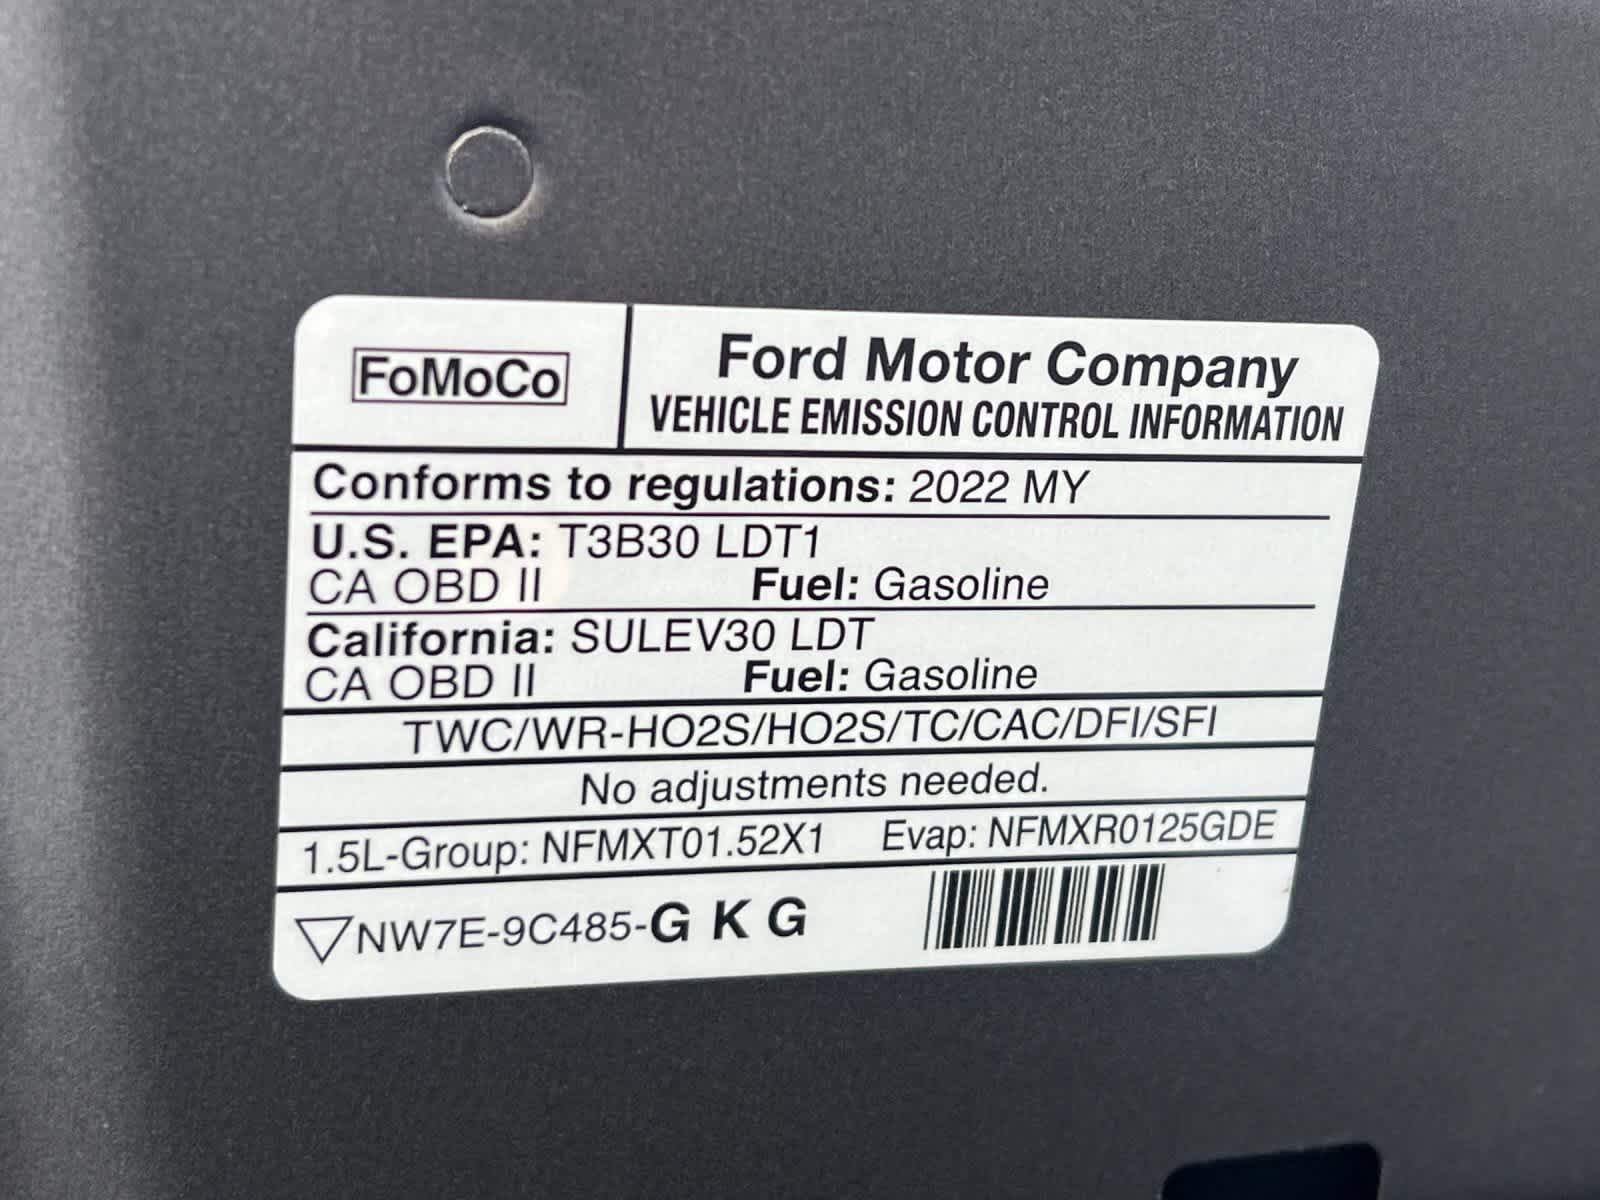 FoMoCo
Ford Motor Company
VEHICLE EMISSION CONTROL INFORMATION
Conforms to regulations: 2022 MY
U.S. EPA: T3B30 LDT1
CA OBD II Fuel: Gasoline
California: SULEV30 LDT
CA OBD II Fuel: Gasoline
TWC/WR-HO2S/HO2S/TC/CAC/DFI/SFI
No adjustments needed.
1.5L-Group: NFMXT01.52X1 Evap: NFMXR0125GDE
NW7E-9C485-G K G